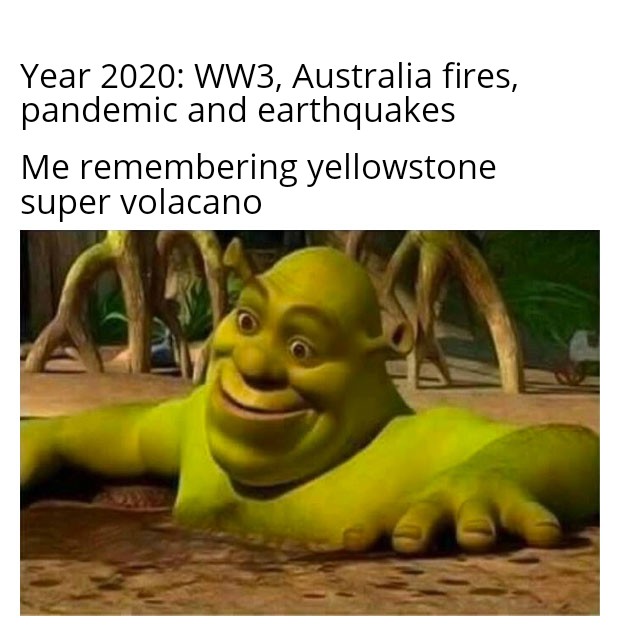 Year 2020: WW3, Australia fires,
pandemic and earthquakes
Me remembering yellowstone
super volacano